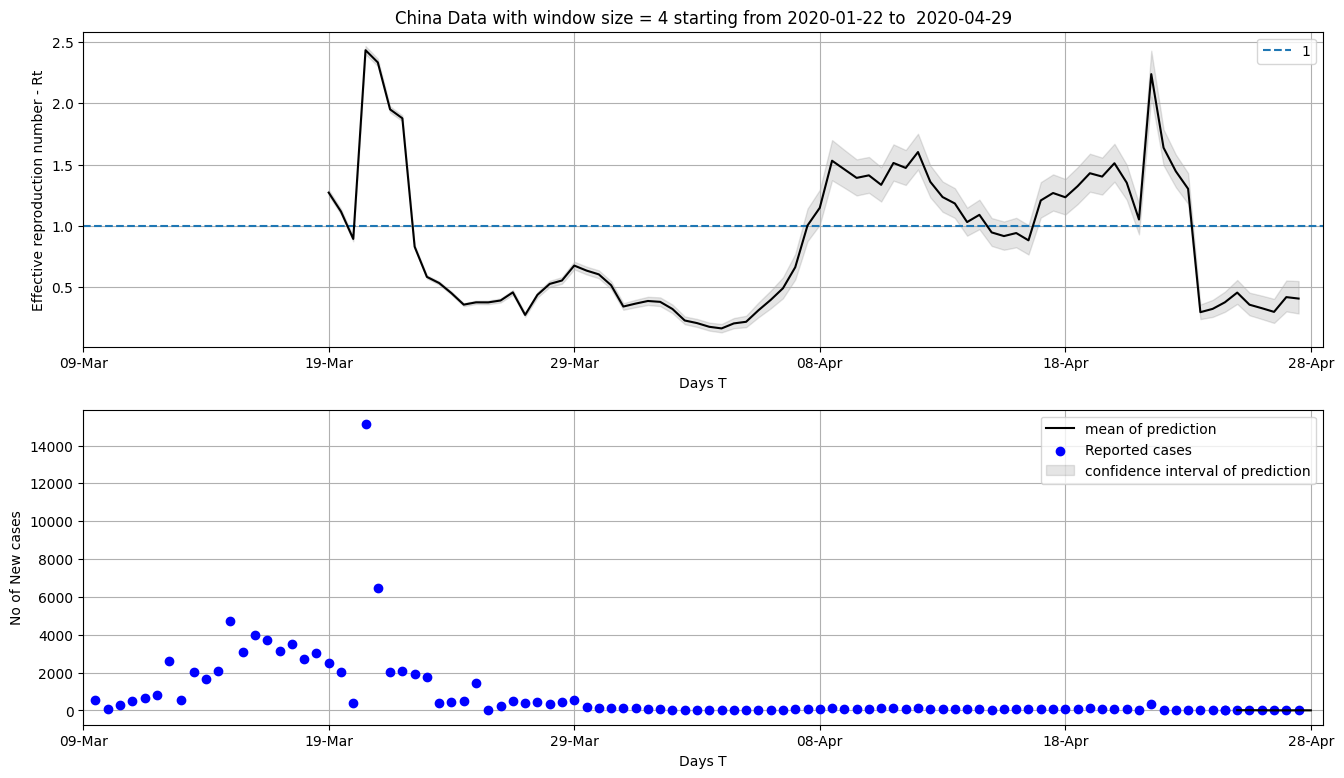 China Data with window size = 4 starting from 2020-01-22 to  2020-04-29
Effective reproduction number - Rt
2.5
2.0
1.5
1.0
0.5
1
09-Mar
19-Mar
29-Mar
08-Apr
18-Apr
28-Apr
Days T
No of New cases
14000
12000
10000
8000
6000
4000
2000
0
mean of prediction
Reported cases
confidence interval of prediction
09-Mar
19-Mar
29-Mar
08-Apr
18-Apr
28-Apr
Days T